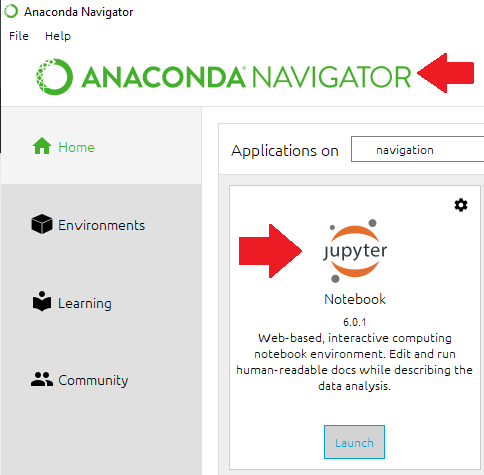 Anaconda Navigator
File Help
ANACONDA NAVIGATOR
Home
Applications on navigation
Environments
jupyter
Notebook
6.0.1
Web-based, interactive computing
notebook environment. Edit and run
human-readable docs while describing the
data analysis.
Learning
Community
Launch